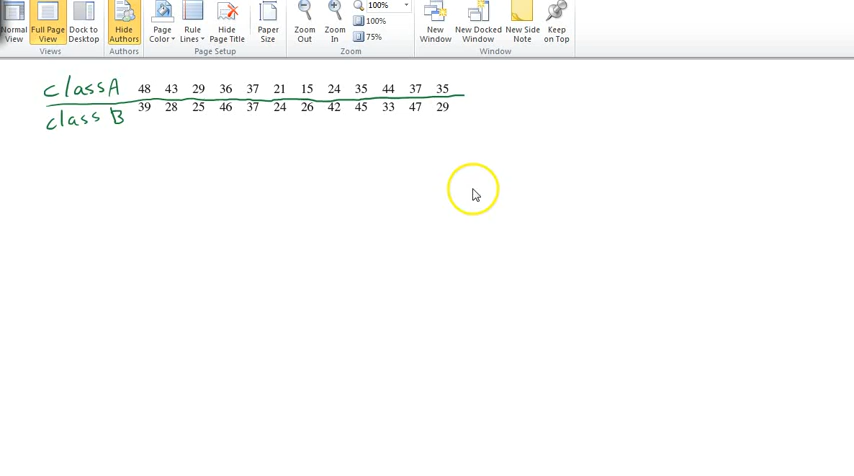 Normal View Full Page View Dock to Desktop Hide Authors Page Color Rule Lines Hide Page Title Paper Size Zoom Out Zoom In 100% 100% 75% New Window New Docked Window New Side Note Keep on Top
Views Authors Page Setup Zoom Window
class A 48 43 29 36 37 21 15 24 35 44 37 35
class B 39 28 25 46 37 24 26 42 45 33 47 29